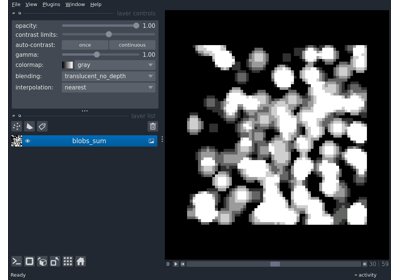 File View Plugins Window Help
layer controls
opacity: 1.00
contrast limits:
auto-contrast: once continuous
gamma: 1.00
colormap: gray
blending: translucent_no_depth
interpolation: nearest
layer list
blobs_sum
30 59
Ready activity